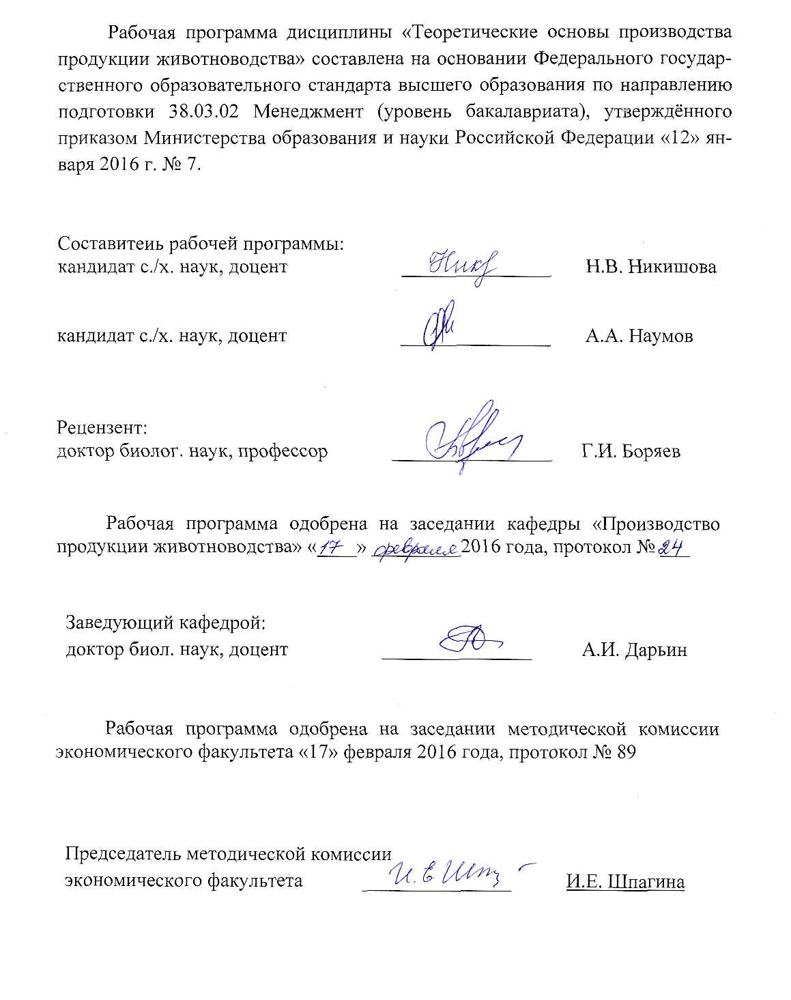 Рабочая программа дисциплины «Теоретические основы производства
продукции животноводства» составлена на основании Федерального государ-
ственного образовательного стандарта высшего образования по направлению
подготовки 38.03.02 Менеджмент (уровень бакалавриата), утверждённого
приказом Министерства образования и науки Российской Федерации «12» ян-
варя 2016 г. № 7.
Составитеиь рабочей программы:
кандидат с./х. наук, доцент Н.В. Никишова
кандидат с./х. наук, доцент А.А. Наумов
Рецензент:
доктор биолог. наук, профессор Г.И. Боряев
Рабочая программа одобрена на заседании кафедры «Производство
продукции животноводства» «17» февраля 2016 года, протокол № 24
Заведующий кафедрой:
доктор биол. наук, доцент А.И. Дарьин
Рабочая программа одобрена на заседании методической комиссии
экономического факультета «17» февраля 2016 года, протокол № 89
Председатель методической комиссии
экономического факультета И.Е. Шпагина